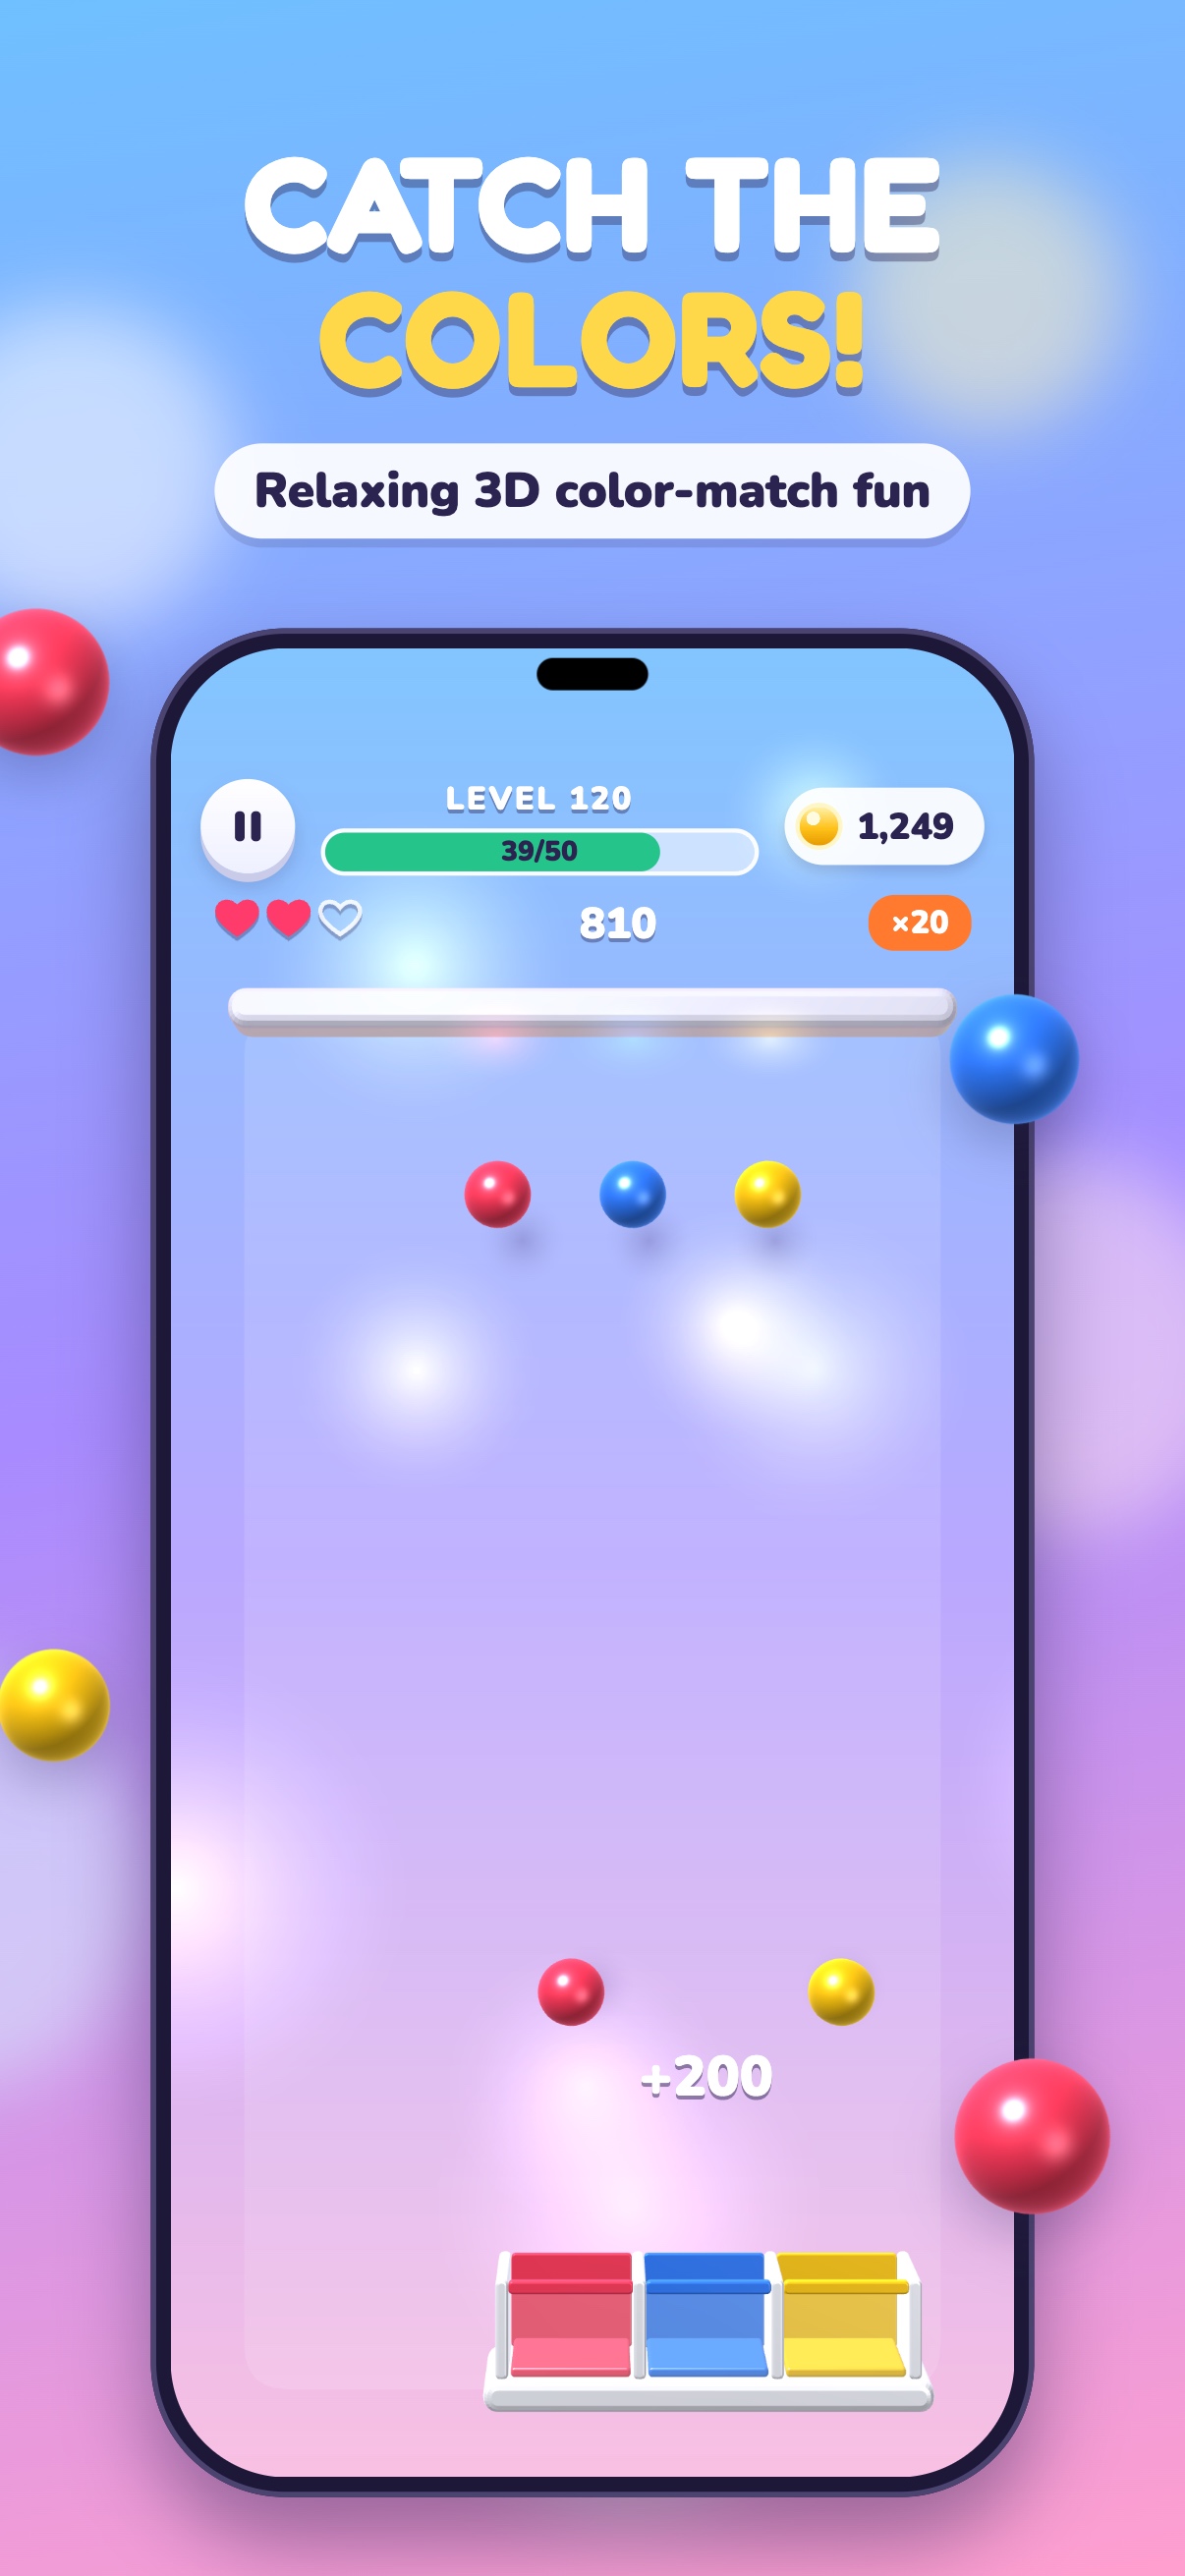 CATCH THE
COLORS!
Relaxing 3D color-match fun
LEVEL 120
39/50
1,249
810
×20
+200